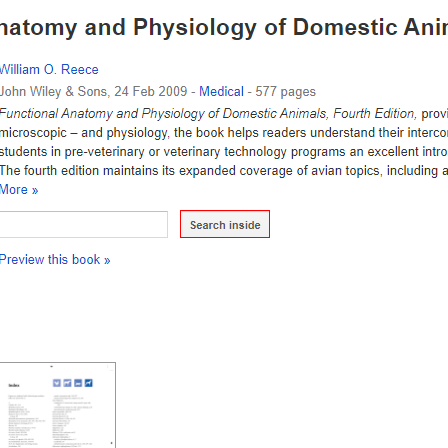 natomy and Physiology of Domestic Ani
William O. Reece
John Wiley & Sons, 24 Feb 2009 - Medical - 577 pages
Functional Anatomy and Physiology of Domestic Animals, Fourth Edition, provi
microscopic – and physiology, the book helps readers understand their interco
students in pre-veterinary or veterinary technology programs an excellent intro
The fourth edition maintains its expanded coverage of avian topics, including a
More »
Search inside
Preview this book »
Index